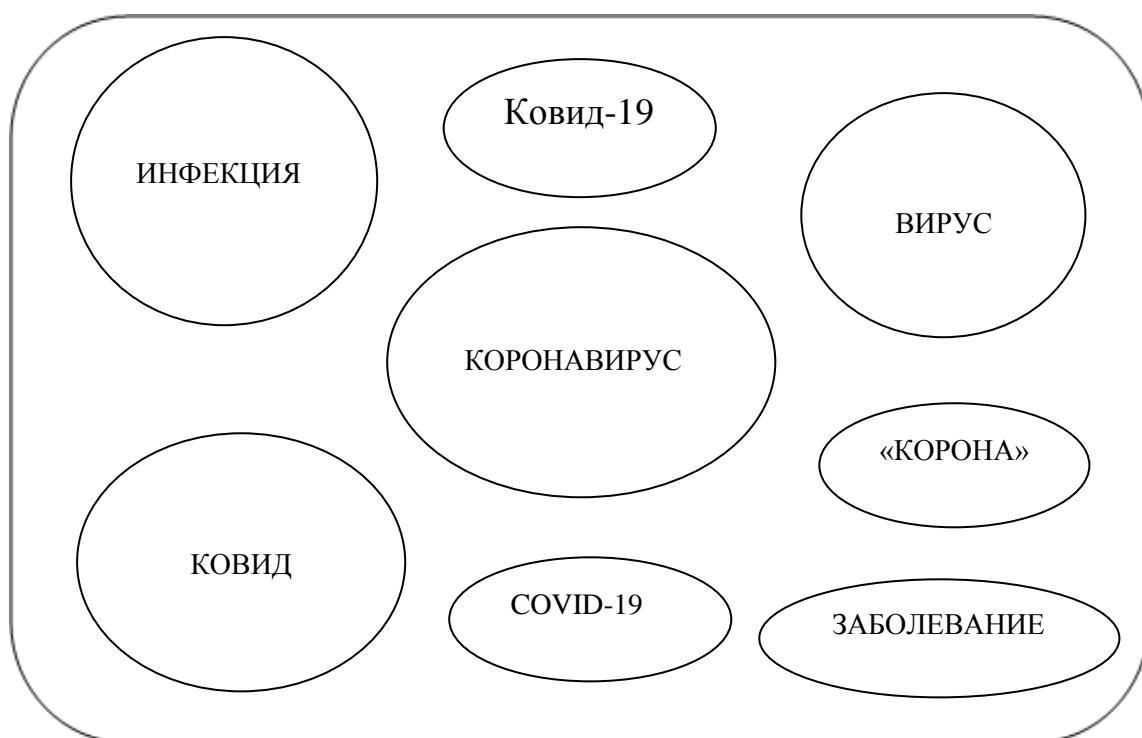 Ковид-19
ИНФЕКЦИЯ
ВИРУС
КОРОНАВИРУС
«КОРОНА»
КОВИД
COVID-19
ЗАБОЛЕВАНИЕ